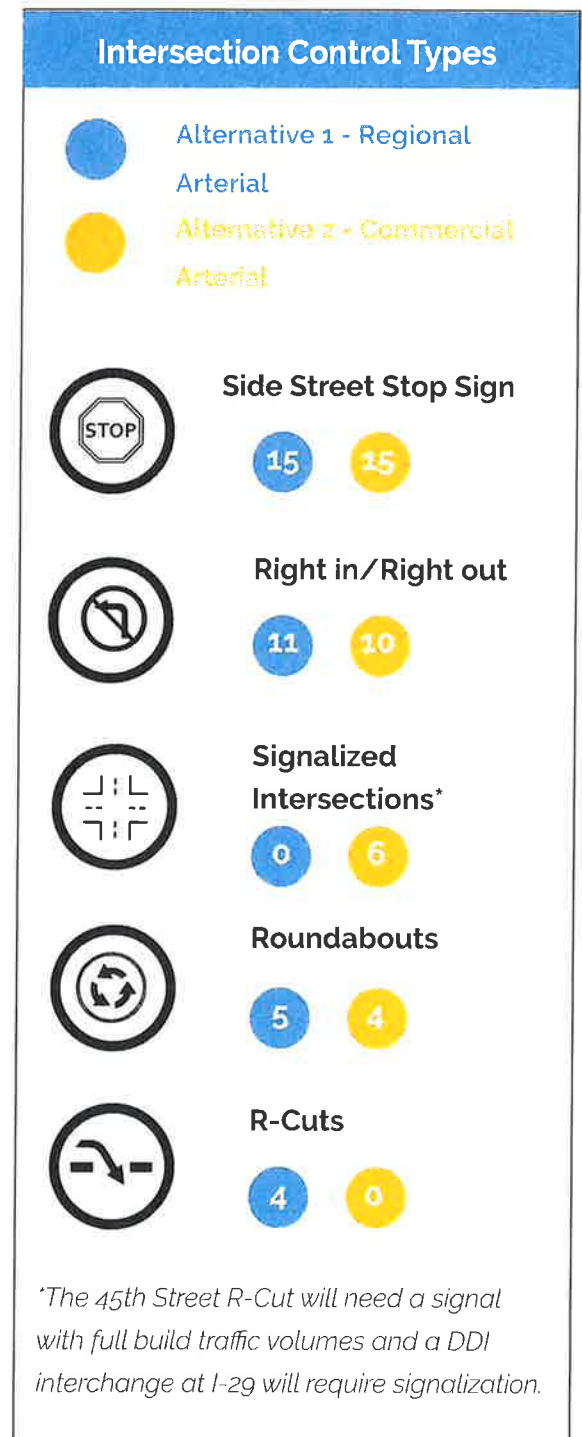 Intersection Control Types
Alternative 1 - Regional
Arterial
Alternative 2 - Commercial
Arterial
Side Street Stop Sign
STOP
15 15
Right in/Right out
11 10
Signalized
Intersections*
0 6
Roundabouts
5 4
R-Cuts
4 0
*The 45th Street R-Cut will need a signal
with full build traffic volumes and a DDI
interchange at I-29 will require signalization.